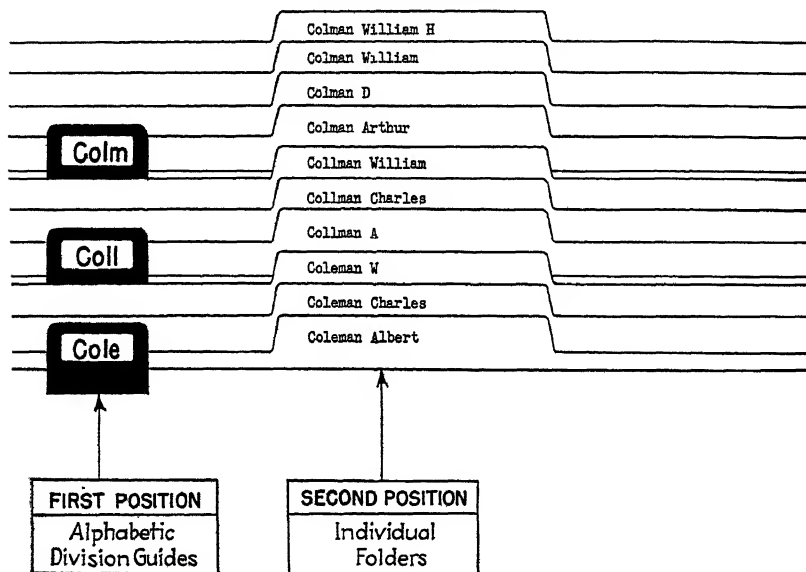 Colman William H
Colman William
Colman D
Colman Arthur
Colm
Collman William
Collman Charles
Collman A
Coll
Coleman W
Coleman Charles
Coleman Albert
Cole
FIRST POSITION
Alphabetic
Division Guides
SECOND POSITION
Individual
Folders